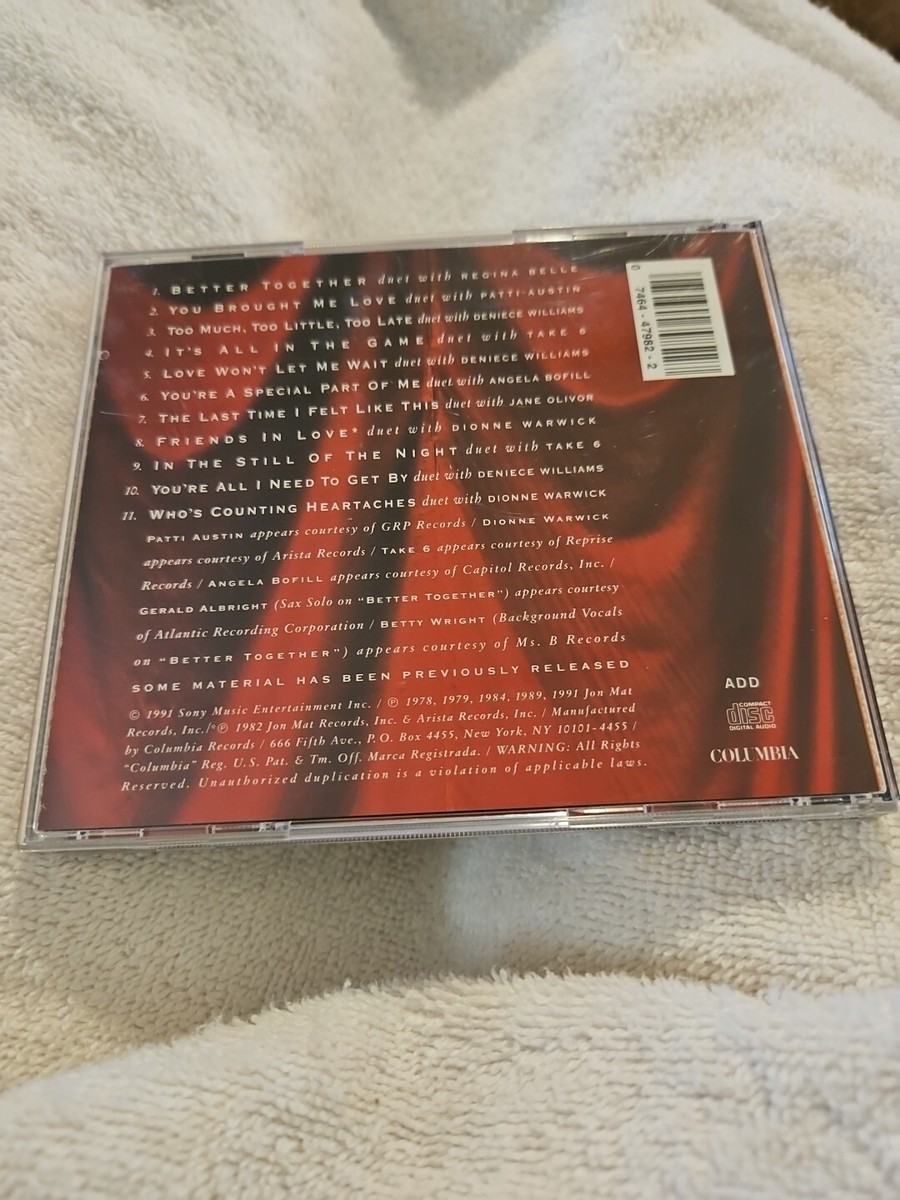 1. BETTER TOGETHER duet with REGINA BELLE
2. YOU BROUGHT ME LOVE duet with PATTI AUSTIN
3. TOO MUCH, TOO LITTLE, TOO LATE duet with DENIECE WILLIAMS
4. IT'S ALL IN THE GAME duet with TAKE 6
5. LOVE WON'T LET ME WAIT duet with DENIECE WILLIAMS
6. YOU'RE A SPECIAL PART OF ME duet with ANGELA BOFILL
7. THE LAST TIME I FELT LIKE THIS duet with JANE OLIVOR
8. FRIENDS IN LOVE* duet with DIONNE WARWICK
9. IN THE STILL OF THE NIGHT duet with TAKE 6
10. YOU'RE ALL I NEED TO GET BY duet with DENIECE WILLIAMS
11. WHO'S COUNTING HEARTACHES duet with DIONNE WARWICK
PATTI AUSTIN appears courtesy of GRP Records / DIONNE WARWICK
appears courtesy of Arista Records / TAKE 6 appears courtesy of Reprise
Records / ANGELA BOFILL appears courtesy of Capitol Records, Inc. /
GERALD ALBRIGHT (Sax Solo on "BETTER TOGETHER") appears courtesy
of Atlantic Recording Corporation / BETTY WRIGHT (Background Vocals
on "BETTER TOGETHER") appears courtesy of Ms. B Records
SOME MATERIAL HAS BEEN PREVIOUSLY RELEASED
© 1991 Sony Music Entertainment Inc. / ℗ 1978, 1979, 1984, 1989, 1991 Jon Mat
Records, Inc./*℗ 1982 Jon Mat Records, Inc. & Arista Records, Inc. / Manufactured
by Columbia Records / 666 Fifth Ave., P.O. Box 4455, New York, NY 10101-4455 /
"Columbia" Reg. U.S. Pat. & Tm. Off. Marca Registrada. / WARNING: All Rights
Reserved. Unauthorized duplication is a violation of applicable laws.
0 7464-47982-2
ADD
COMPACT
disc
DIGITAL AUDIO
COLUMBIA